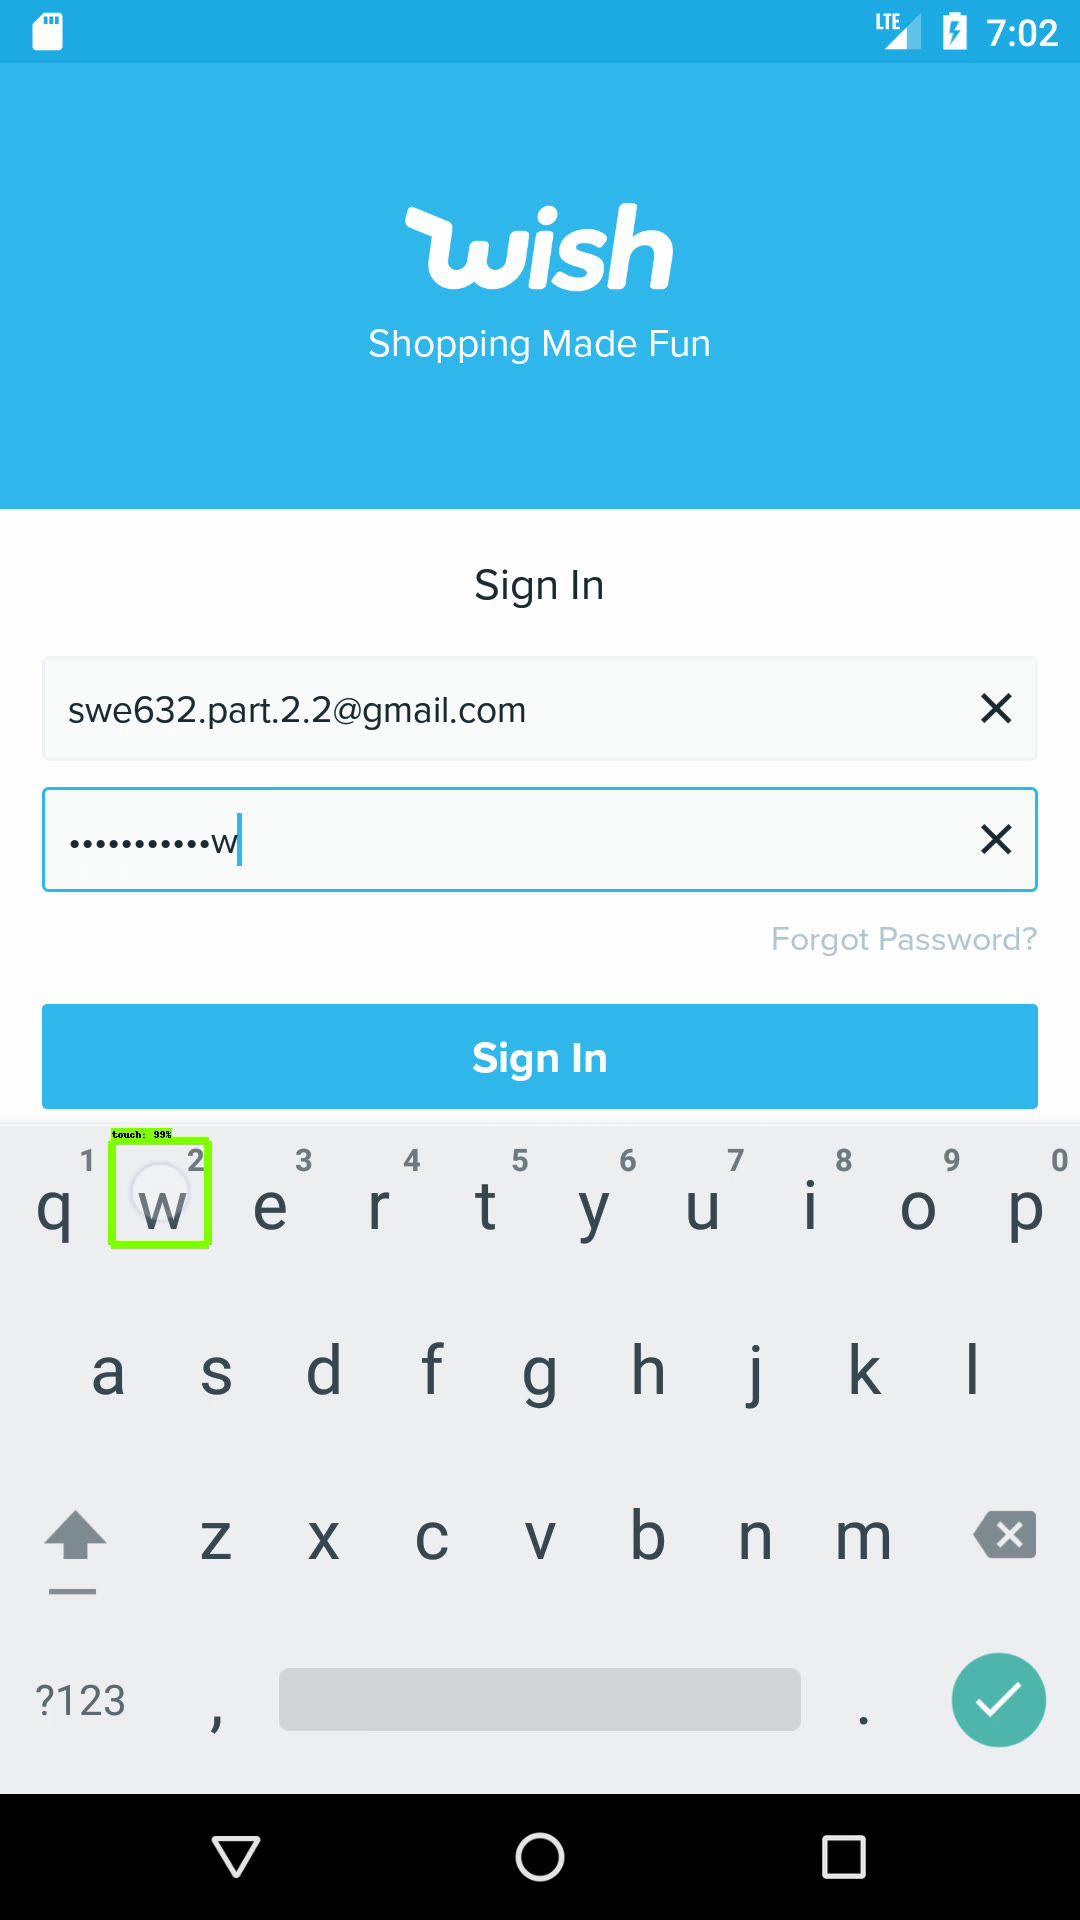 LTE 7:02
wish
Shopping Made Fun
Sign In
swe632.part.2.2@gmail.com
•••••••••••w
Forgot Password?
Sign In
touch: 99%
1 2 3 4 5 6 7 8 9 0
q w e r t y u i o p
a s d f g h j k l
z x c v b n m
?123 , .